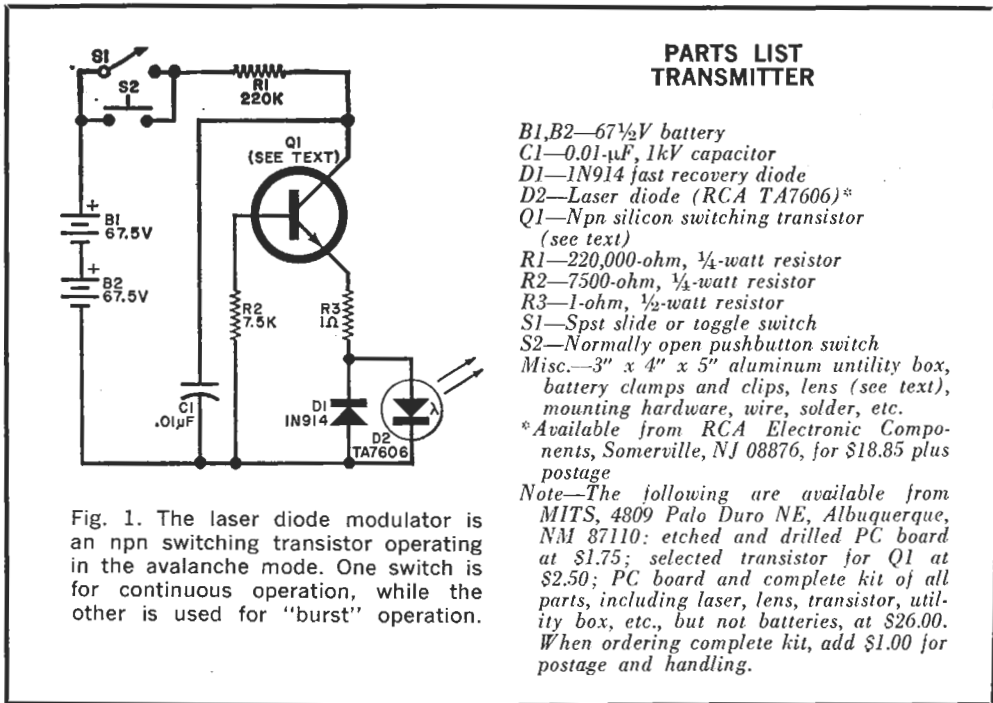 S1
S2
R1
220K
Q1
(SEE TEXT)
+
B1
67.5V
+
B2
67.5V
R2
7.5K
R3
1Ω
C1
.01µF
D1
1N914
D2
TA7606
λ
Fig. 1. The laser diode modulator is
an npn switching transistor operating
in the avalanche mode. One switch is
for continuous operation, while the
other is used for "burst" operation.
PARTS LIST
TRANSMITTER
B1,B2—67½V battery
C1—0.01-µF, 1kV capacitor
D1—1N914 fast recovery diode
D2—Laser diode (RCA TA7606)*
Q1—Npn silicon switching transistor
(see text)
R1—220,000-ohm, ¼-watt resistor
R2—7500-ohm, ¼-watt resistor
R3—1-ohm, ½-watt resistor
S1—Spst slide or toggle switch
S2—Normally open pushbutton switch
Misc.—3" x 4" x 5" aluminum untility box,
battery clamps and clips, lens (see text),
mounting hardware, wire, solder, etc.
*Available from RCA Electronic Compo-
nents, Somerville, NJ 08876, for $18.85 plus
postage
Note—The following are available from
MITS, 4809 Palo Duro NE, Albuquerque,
NM 87110: etched and drilled PC board
at $1.75; selected transistor for Q1 at
$2.50; PC board and complete kit of all
parts, including laser, lens, transistor, util-
ity box, etc., but not batteries, at $26.00.
When ordering complete kit, add $1.00 for
postage and handling.